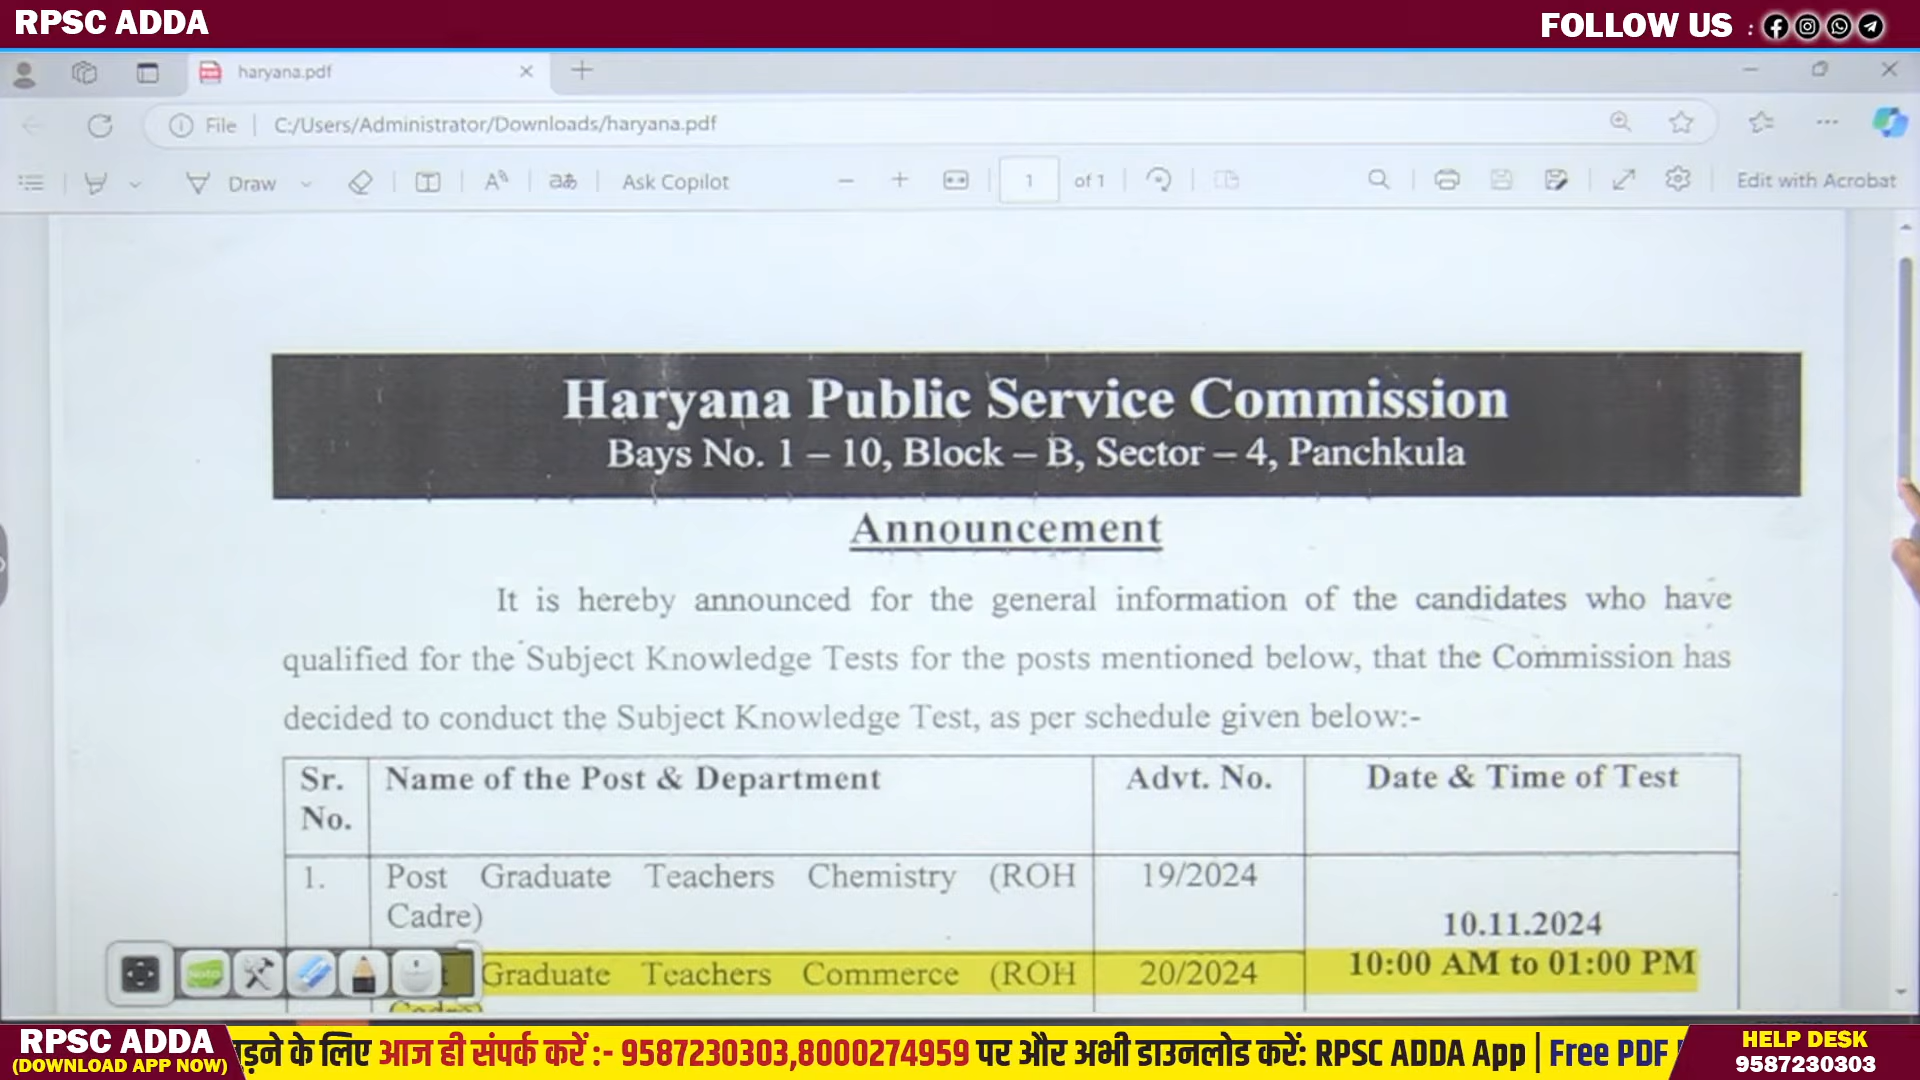 RPSC ADDA
FOLLOW US :
haryana.pdf
File | C:/Users/Administrator/Downloads/haryana.pdf
Draw
Ask Copilot
1 of 1
Edit with Acrobat
Haryana Public Service Commission
Bays No. 1 – 10, Block – B, Sector – 4, Panchkula
Announcement
It is hereby announced for the general information of the candidates who have
qualified for the Subject Knowledge Tests for the posts mentioned below, that the Commission has
decided to conduct the Subject Knowledge Test, as per schedule given below:-
Sr. No.
Name of the Post & Department
Advt. No.
Date & Time of Test
1.
Post Graduate Teachers Chemistry (ROH
Cadre)
19/2024
10.11.2024
10:00 AM to 01:00 PM
Graduate Teachers Commerce (ROH
20/2024
RPSC ADDA
(DOWNLOAD APP NOW)
के लिए आज ही संपर्क करें :- 9587230303,8000274959 पर और अभी डाउनलोड करें: RPSC ADDA App | Free PDF
HELP DESK
9587230303